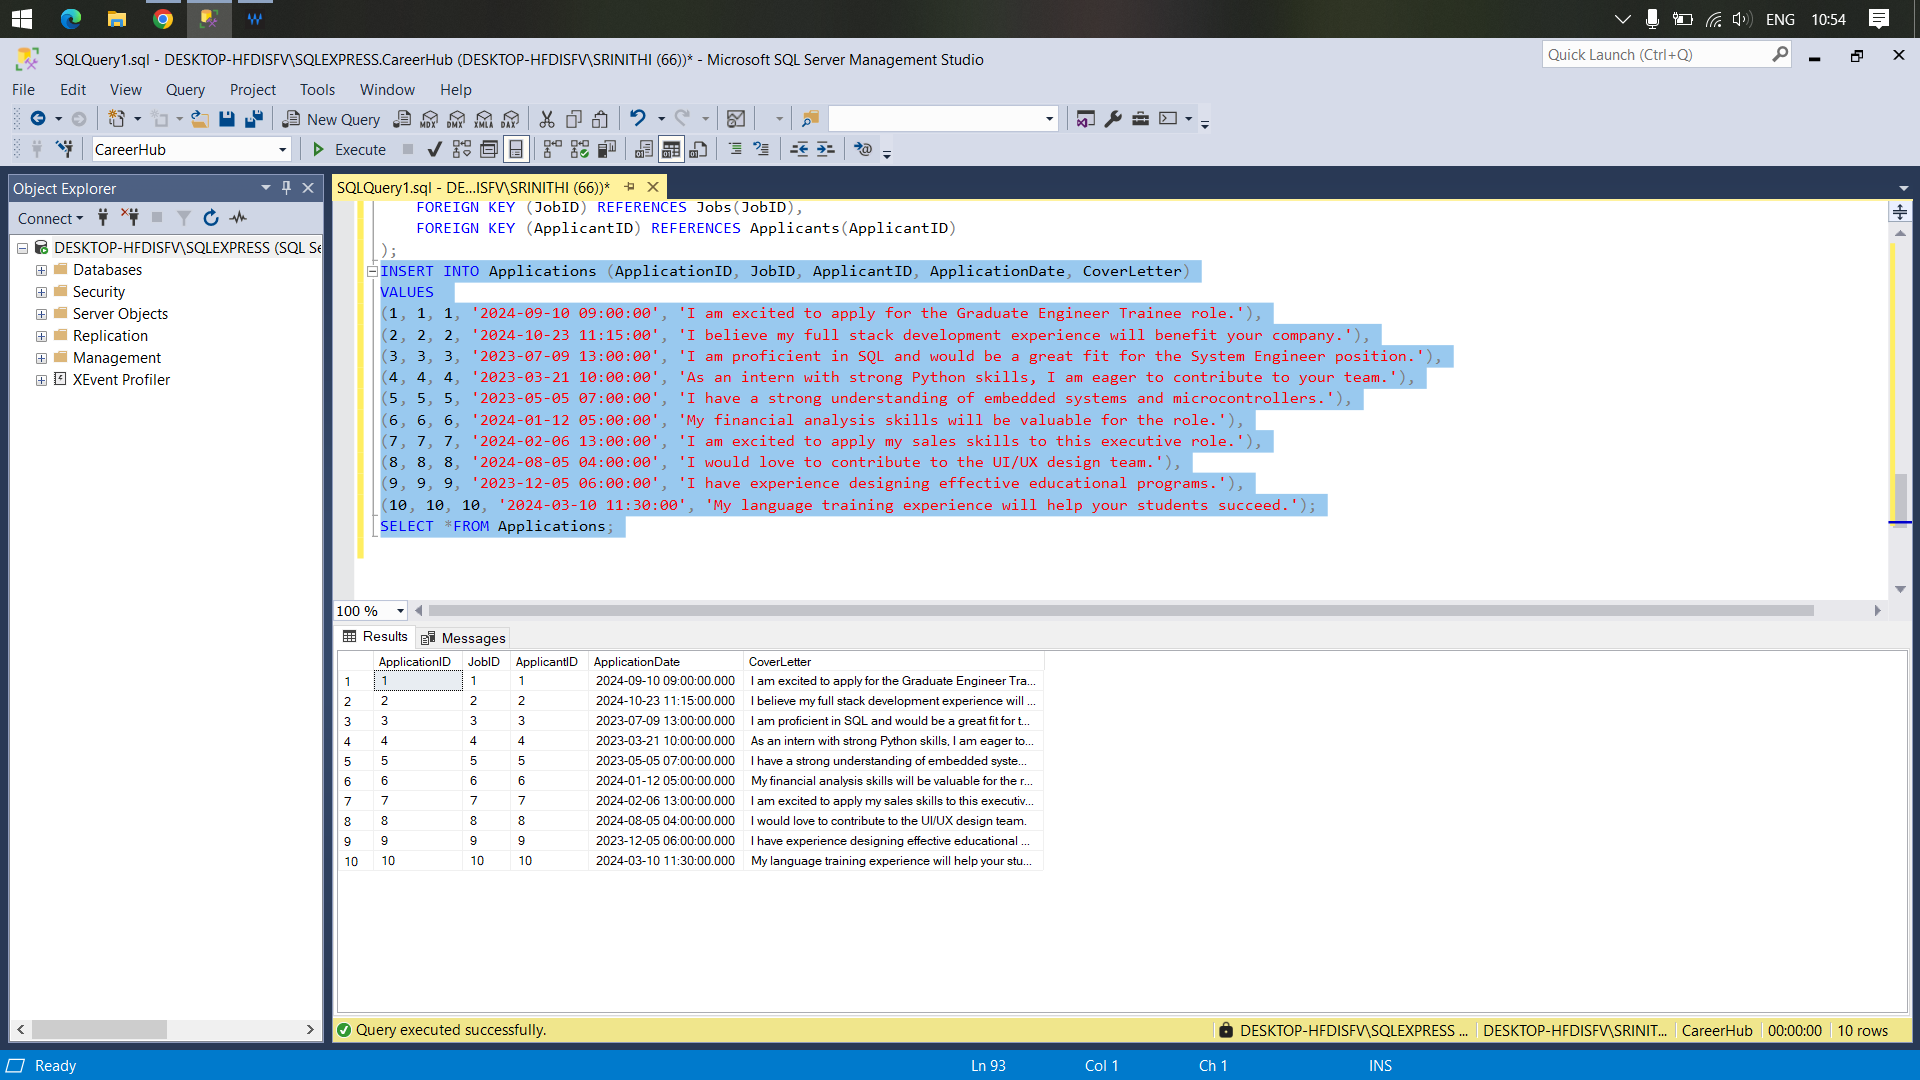 ENG
10:54
SQLQuery1.sql - DESKTOP-HFDISFV\SQLEXPRESS.CareerHub (DESKTOP-HFDISFV\SRINITHI (66))* - Microsoft SQL Server Management Studio
Quick Launch (Ctrl+Q)
File Edit View Query Project Tools Window Help
New Query
MDX DMX XMLA DAX
CareerHub
Execute
Object Explorer
SQLQuery1.sql - DE...ISFV\SRINITHI (66))*
Connect
DESKTOP-HFDISFV\SQLEXPRESS (SQL Se
Databases
Security
Server Objects
Replication
Management
XEvent Profiler
FOREIGN KEY (JobID) REFERENCES Jobs(JobID),
FOREIGN KEY (ApplicantID) REFERENCES Applicants(ApplicantID)
);
INSERT INTO Applications (ApplicationID, JobID, ApplicantID, ApplicationDate, CoverLetter)
VALUES
(1, 1, 1, '2024-09-10 09:00:00', 'I am excited to apply for the Graduate Engineer Trainee role.'),
(2, 2, 2, '2024-10-23 11:15:00', 'I believe my full stack development experience will benefit your company.'),
(3, 3, 3, '2023-07-09 13:00:00', 'I am proficient in SQL and would be a great fit for the System Engineer position.'),
(4, 4, 4, '2023-03-21 10:00:00', 'As an intern with strong Python skills, I am eager to contribute to your team.'),
(5, 5, 5, '2023-05-05 07:00:00', 'I have a strong understanding of embedded systems and microcontrollers.'),
(6, 6, 6, '2024-01-12 05:00:00', 'My financial analysis skills will be valuable for the role.'),
(7, 7, 7, '2024-02-06 13:00:00', 'I am excited to apply my sales skills to this executive role.'),
(8, 8, 8, '2024-08-05 04:00:00', 'I would love to contribute to the UI/UX design team.'),
(9, 9, 9, '2023-12-05 06:00:00', 'I have experience designing effective educational programs.'),
(10, 10, 10, '2024-03-10 11:30:00', 'My language training experience will help your students succeed.');
SELECT *FROM Applications;
100 %
Results Messages
ApplicationID JobID ApplicantID ApplicationDate CoverLetter
1 1 1 1 2024-09-10 09:00:00.000 I am excited to apply for the Graduate Engineer Tra...
2 2 2 2 2024-10-23 11:15:00.000 I believe my full stack development experience will ...
3 3 3 3 2023-07-09 13:00:00.000 I am proficient in SQL and would be a great fit for t...
4 4 4 4 2023-03-21 10:00:00.000 As an intern with strong Python skills, I am eager to...
5 5 5 5 2023-05-05 07:00:00.000 I have a strong understanding of embedded syste...
6 6 6 6 2024-01-12 05:00:00.000 My financial analysis skills will be valuable for the r...
7 7 7 7 2024-02-06 13:00:00.000 I am excited to apply my sales skills to this executiv...
8 8 8 8 2024-08-05 04:00:00.000 I would love to contribute to the UI/UX design team.
9 9 9 9 2023-12-05 06:00:00.000 I have experience designing effective educational ...
10 10 10 10 2024-03-10 11:30:00.000 My language training experience will help your stu...
Query executed successfully.
DESKTOP-HFDISFV\SQLEXPRESS ... DESKTOP-HFDISFV\SRINIT... CareerHub 00:00:00 10 rows
Ready
Ln 93 Col 1 Ch 1 INS